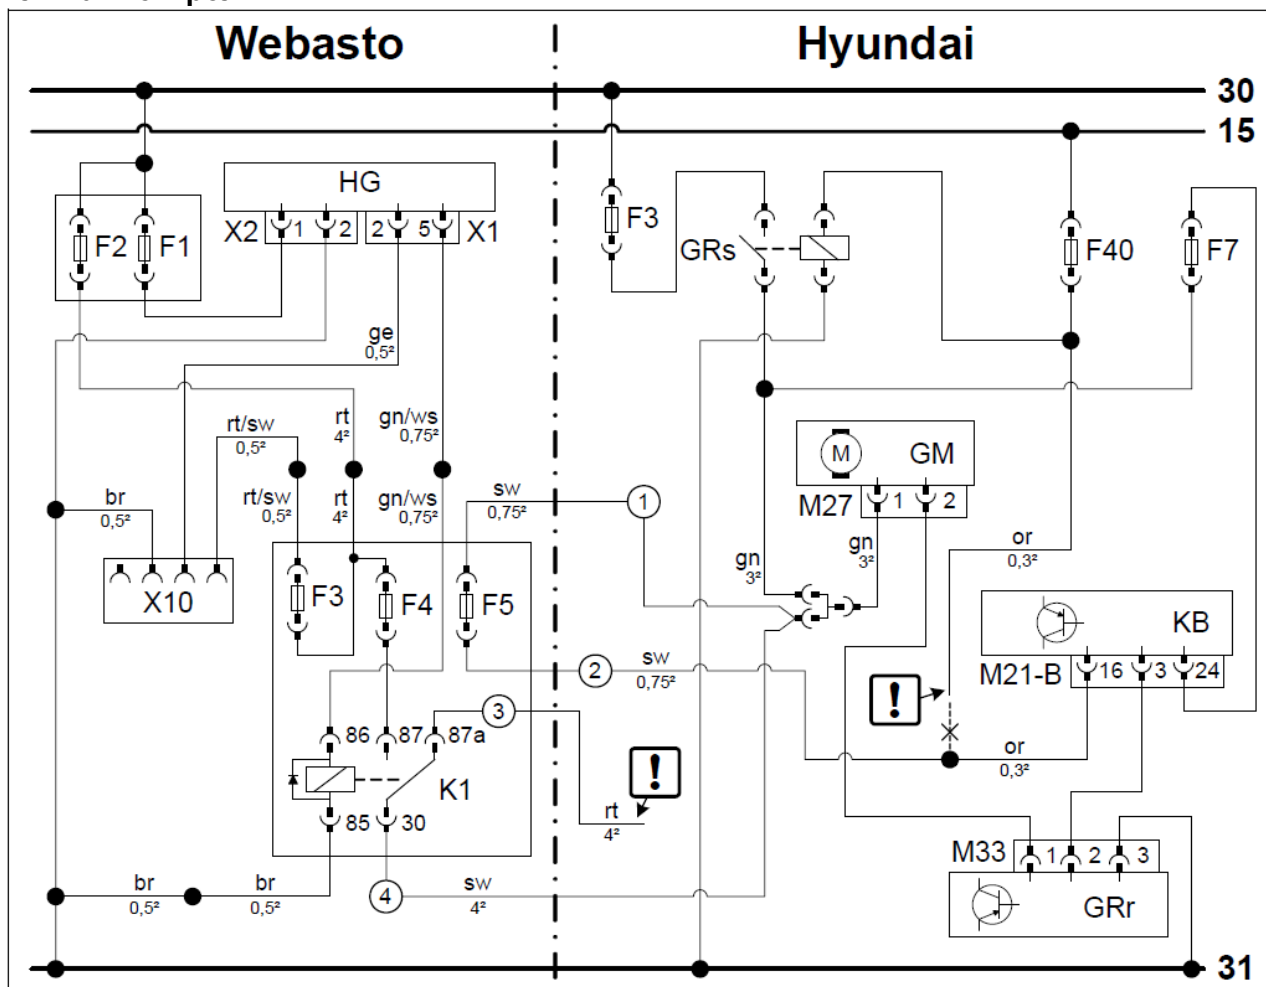 Webasto
Hyundai
30
15
HG
F2
F1
X2
1
2
2
5
X1
F3
GRs
F40
F7
ge
0,5²
rt/sw
0,5²
rt
4²
gn/ws
0,75²
M
GM
M27
1
2
br
0,5²
rt/sw
0,5²
rt
4²
gn/ws
0,75²
sw
0,75²
1
gn
3²
gn
3²
or
0,3²
X10
F3
F4
F5
KB
M21-B
16
3
24
2
sw
0,75²
!
86
87
87a
3
or
0,3²
K1
!
85
30
rt
4²
M33
1
2
3
br
0,5²
br
0,5²
4
sw
4²
GRr
31